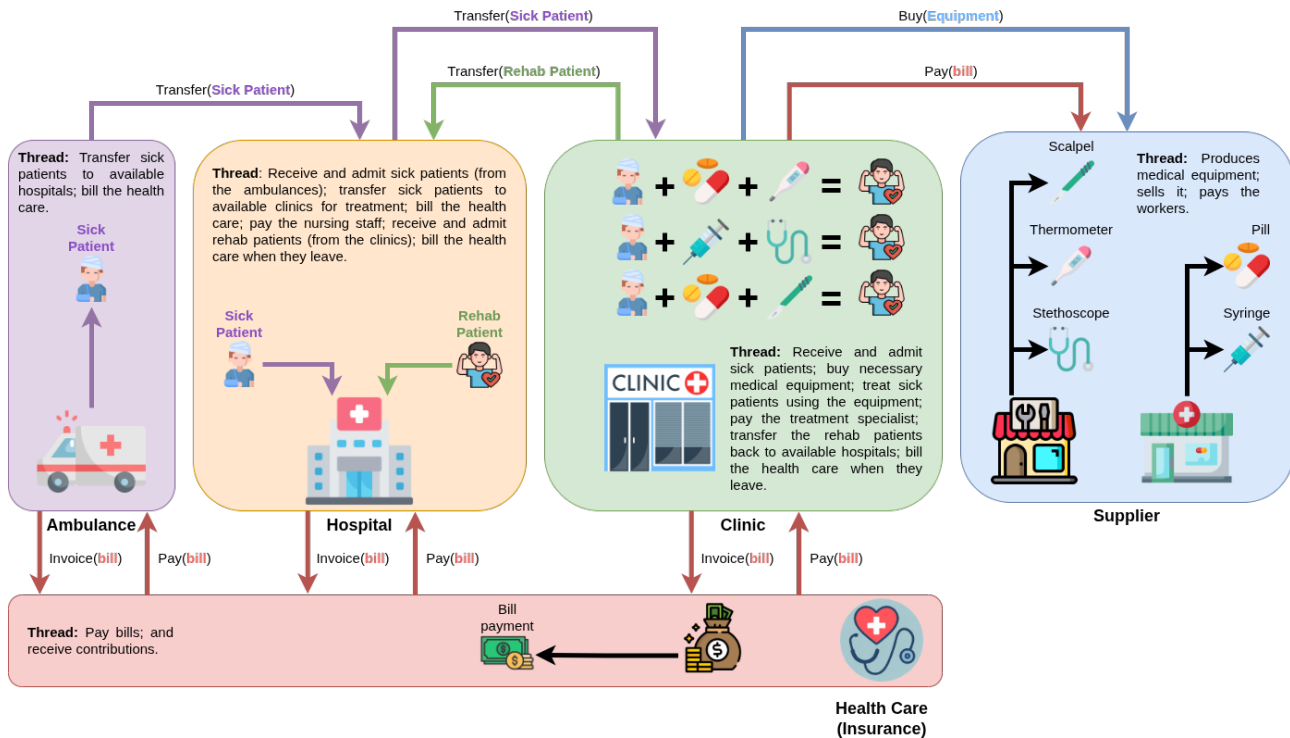 Transfer(Sick Patient)
Buy(Equipment)
Transfer(Rehab Patient)
Pay(bill)
Transfer(Sick Patient)
Thread: Transfer sick
patients to available
hospitals; bill the health
care.
Sick
Patient
Ambulance
Thread: Receive and admit sick patients (from
the ambulances); transfer sick patients to
available clinics for treatment; bill the health
care; pay the nursing staff; receive and admit
rehab patients (from the clinics); bill the health
care when they leave.
Sick
Patient
Rehab
Patient
Hospital
CLINIC
Thread: Receive and admit
sick patients; buy necessary
medical equipment; treat sick
patients using the equipment;
pay the treatment specialist;
transfer the rehab patients
back to available hospitals; bill
the health care when they
leave.
Clinic
Scalpel
Thermometer
Stethoscope
Thread: Produces
medical equipment;
sells it; pays the
workers.
Pill
Syringe
Supplier
Invoice(bill)
Pay(bill)
Invoice(bill)
Pay(bill)
Invoice(bill)
Pay(bill)
Thread: Pay bills; and
receive contributions.
Bill
payment
Health Care
(Insurance)